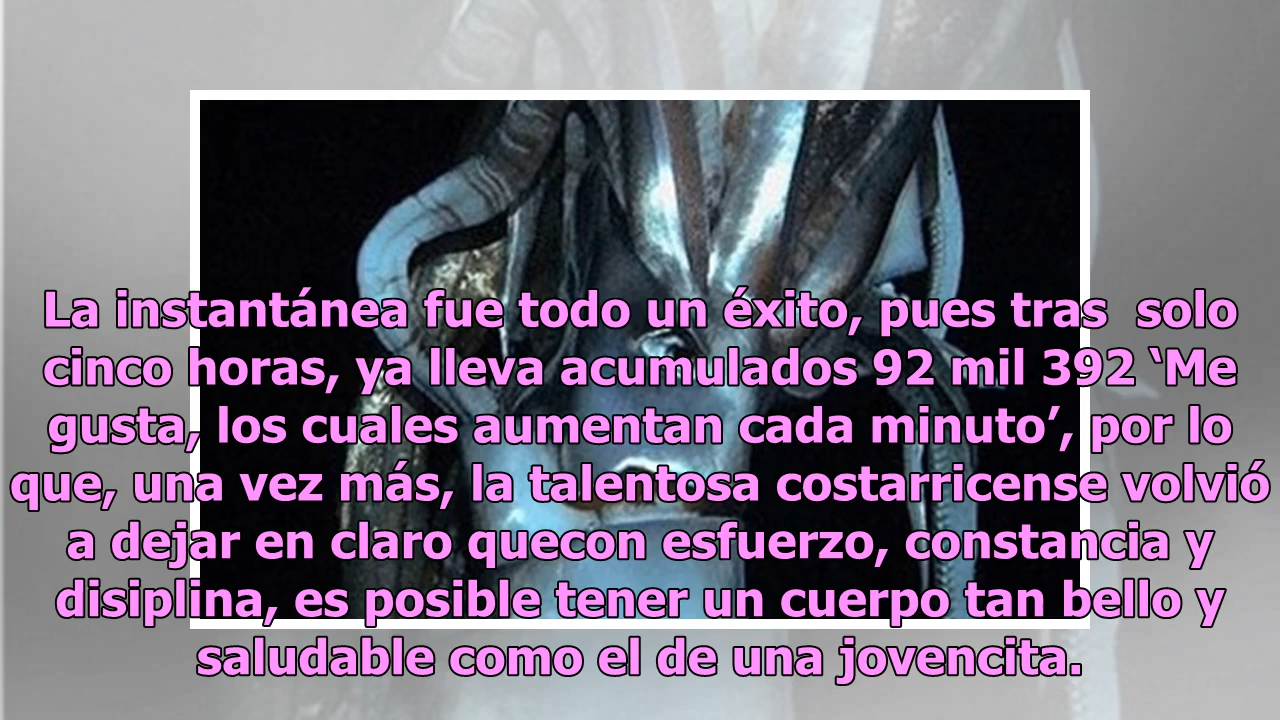 La instantánea fue todo un éxito, pues tras  solo
cinco horas, ya lleva acumulados 92 mil 392 ‘Me
gusta, los cuales aumentan cada minuto’, por lo
que, una vez más, la talentosa costarricense volvió
a dejar en claro quecon esfuerzo, constancia y
disiplina, es posible tener un cuerpo tan bello y
saludable como el de una jovencita.